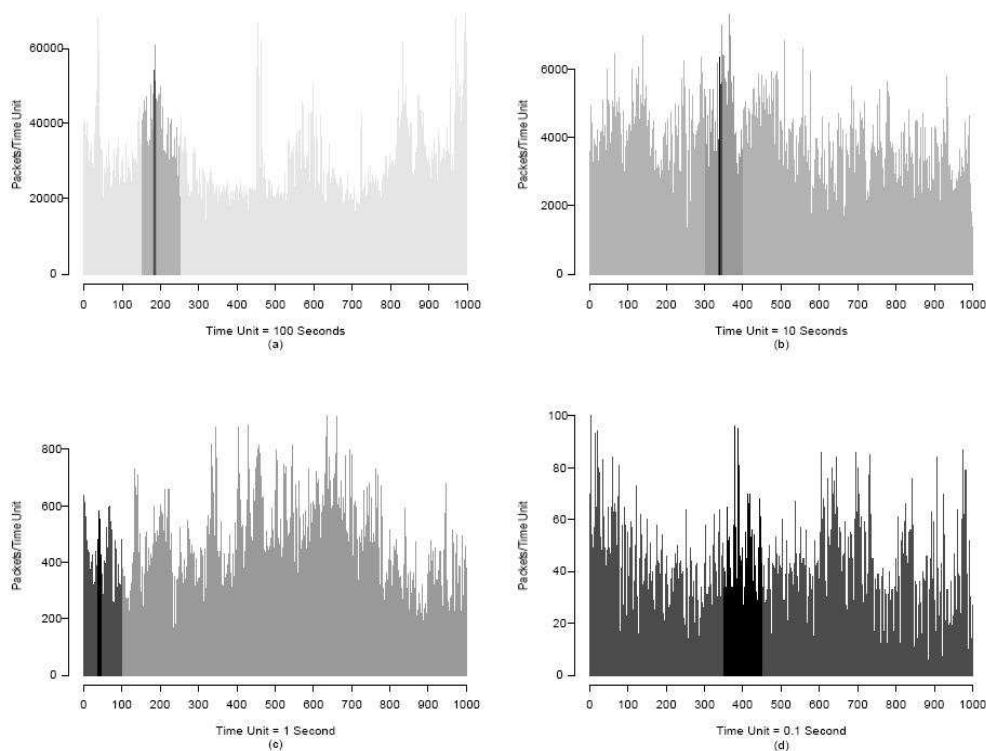 60000
40000
20000
0
Packets/Time Unit
0 100 200 300 400 500 600 700 800 900 1000
Time Unit = 100 Seconds
(a)
6000
4000
2000
0
Packets/Time Unit
0 100 200 300 400 500 600 700 800 900 1000
Time Unit = 10 Seconds
(b)
800
600
400
200
0
Packets/Time Unit
0 100 200 300 400 500 600 700 800 900 1000
Time Unit = 1 Second
(c)
100
80
60
40
20
0
Packets/Time Unit
0 100 200 300 400 500 600 700 800 900 1000
Time Unit = 0.1 Second
(d)